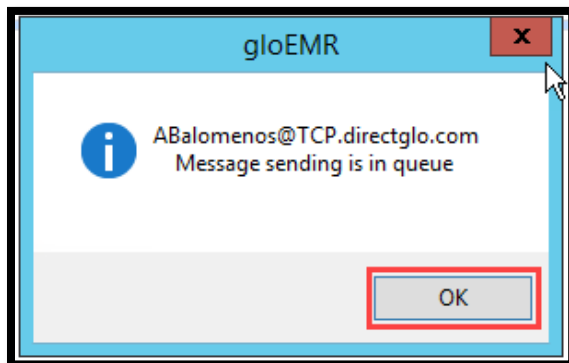 gloEMR
x
ABalomenos@TCP.directglo.com
Message sending is in queue
OK